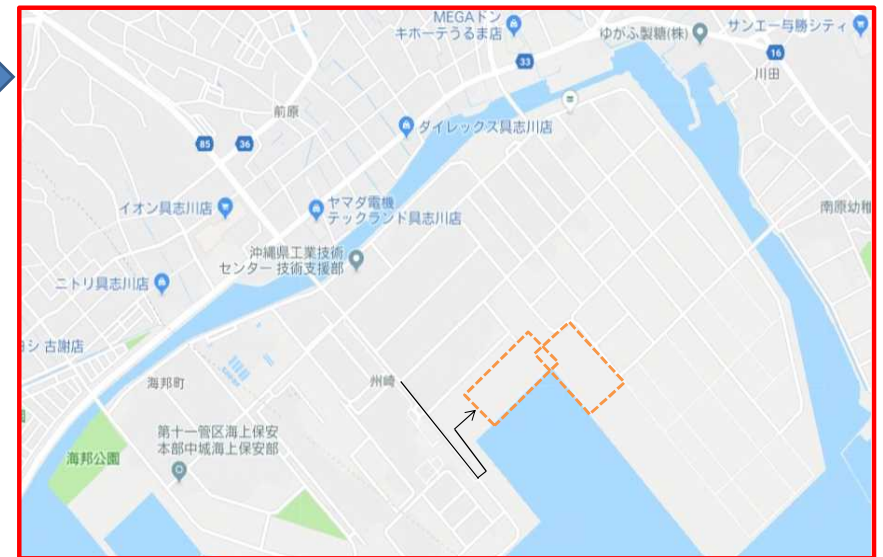 MEGAドン
キホーテうるま店
ゆがふ製糖(株)
サンエー与勝シティ
33
16
川田
前原
ダイレックス具志川店
85
36
イオン具志川店
ヤマダ電機
テックランド具志川店
南原幼稚
沖縄県工業技術
センター 技術支援部
ニトリ具志川店
シ 古謝店
海邦町
州崎
第十一管区海上保安
本部中城海上保安部
海邦公園